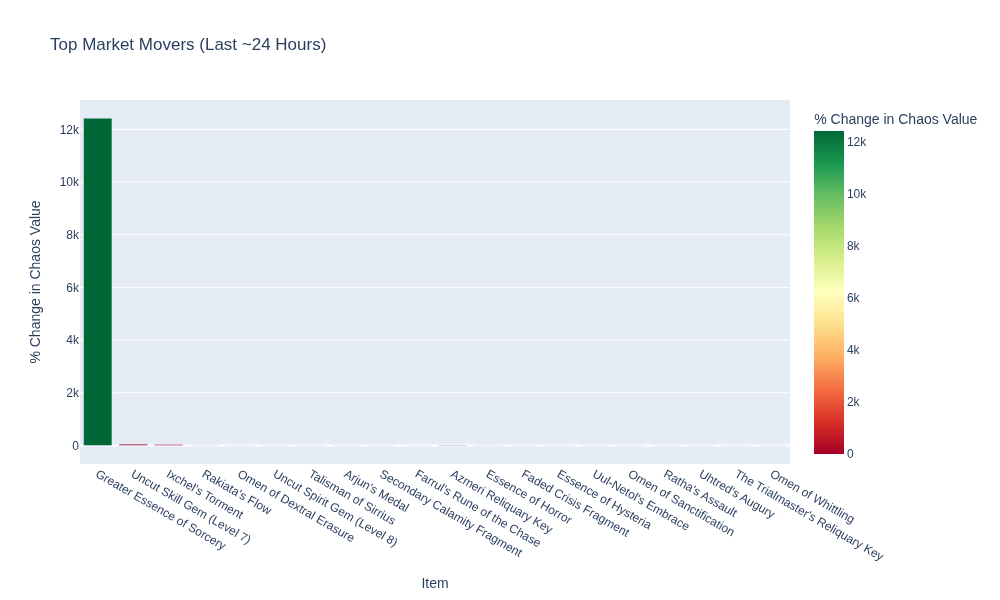 Top Market Movers (Last ~24 Hours)
% Change in Chaos Value
12k
10k
8k
6k
4k
2k
0
Greater Essence of Sorcery
Uncut Skill Gem (Level 7)
Ixchel's Torment
Rakiata's Flow
Omen of Dextral Erasure
Uncut Spirit Gem (Level 8)
Talisman of Sirrius
Arjun's Medal
Secondary Calamity Fragment
Farrul's Rune of the Chase
Azmeri Reliquary Key
Essence of Horror
Faded Crisis Fragment
Essence of Hysteria
Uul-Netol's Embrace
Omen of Sanctification
Ratha's Assault
Uhtred's Augury
The Trialmaster's Reliquary Key
Omen of Whittling
Item
% Change in Chaos Value
12k
10k
8k
6k
4k
2k
0